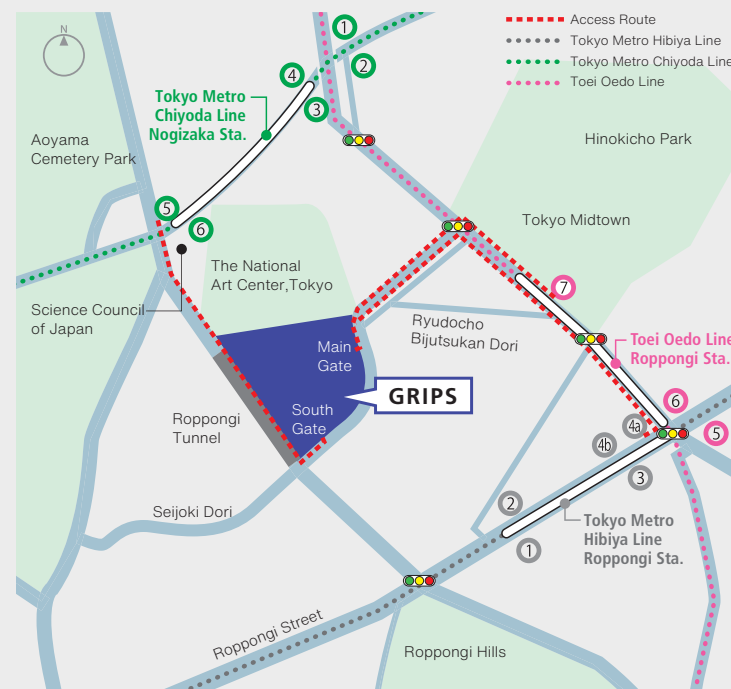 N
Access Route
Tokyo Metro Hibiya Line
Tokyo Metro Chiyoda Line
Toei Oedo Line
1
2
3
4
Tokyo Metro
Chiyoda Line
Nogizaka Sta.
Aoyama
Cemetery Park
Hinokicho Park
5
6
Tokyo Midtown
The National
Art Center,Tokyo
Science Council
of Japan
7
Ryudocho
Bijutsukan Dori
Main
Gate
Toei Oedo Line
Roppongi Sta.
GRIPS
South
Gate
Roppongi
Tunnel
6
5
4a
4b
3
2
1
Seijoki Dori
Tokyo Metro
Hibiya Line
Roppongi Sta.
Roppongi Street
Roppongi Hills